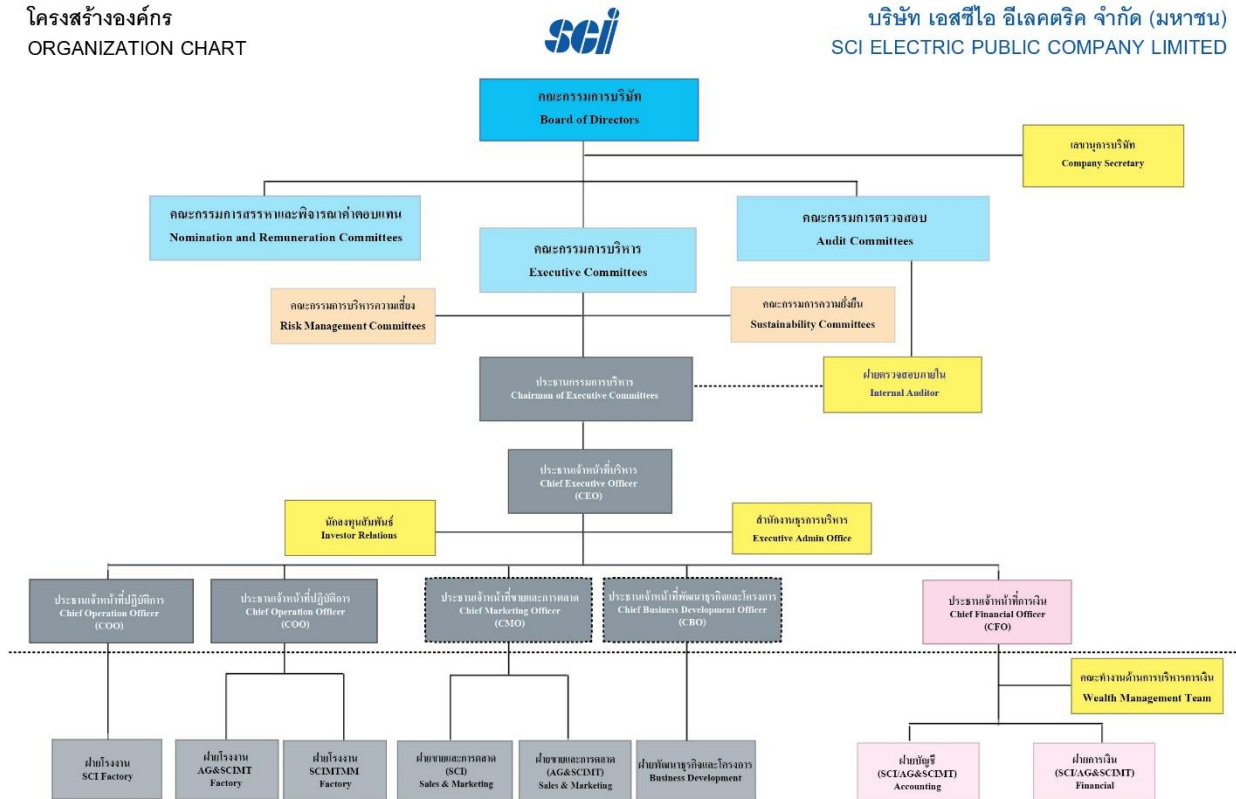 โครงสร้างองค์กร
ORGANIZATION CHART
sci
บริษัท เอสซีไอ อีเลคตริค จำกัด (มหาชน)
SCI ELECTRIC PUBLIC COMPANY LIMITED
คณะกรรมการบริษัท
Board of Directors
เลขานุการบริษัท
Company Secretary
คณะกรรมการสรรหาและพิจารณาค่าตอบแทน
Nomination and Remuneration Committees
คณะกรรมการบริหาร
Executive Committees
คณะกรรมการตรวจสอบ
Audit Committees
คณะกรรมการบริหารความเสี่ยง
Risk Management Committees
คณะกรรมการความยั่งยืน
Sustainability Committees
ประธานกรรมการบริหาร
Chairman of Executive Committees
ฝ่ายตรวจสอบภายใน
Internal Auditor
ประธานเจ้าหน้าที่บริหาร
Chief Executive Officer
(CEO)
นักลงทุนสัมพันธ์
Investor Relations
สำนักงานธุรการบริหาร
Executive Admin Office
ประธานเจ้าหน้าที่ปฏิบัติการ
Chief Operation Officer
(COO)
ประธานเจ้าหน้าที่ปฏิบัติการ
Chief Operation Officer
(COO)
ประธานเจ้าหน้าที่ขายและการตลาด
Chief Marketing Officer
(CMO)
ประธานเจ้าหน้าที่พัฒนาธุรกิจและโครงการ
Chief Business Development Officer
(CBO)
ประธานเจ้าหน้าที่การเงิน
Chief Financial Officer
(CFO)
คณะทำงานด้านการบริหารการเงิน
Wealth Management Team
ฝ่ายโรงงาน
SCI Factory
ฝ่ายโรงงาน
AG&SCIMT
Factory
ฝ่ายโรงงาน
SCIMTMM
Factory
ฝ่ายขายและการตลาด
(SCI)
Sales & Marketing
ฝ่ายขายและการตลาด
(AG&SCIMT)
Sales & Marketing
ฝ่ายพัฒนาธุรกิจและโครงการ
Business Development
ฝ่ายบัญชี
(SCI/AG&SCIMT)
Accounting
ฝ่ายการเงิน
(SCI/AG&SCIMT)
Financial